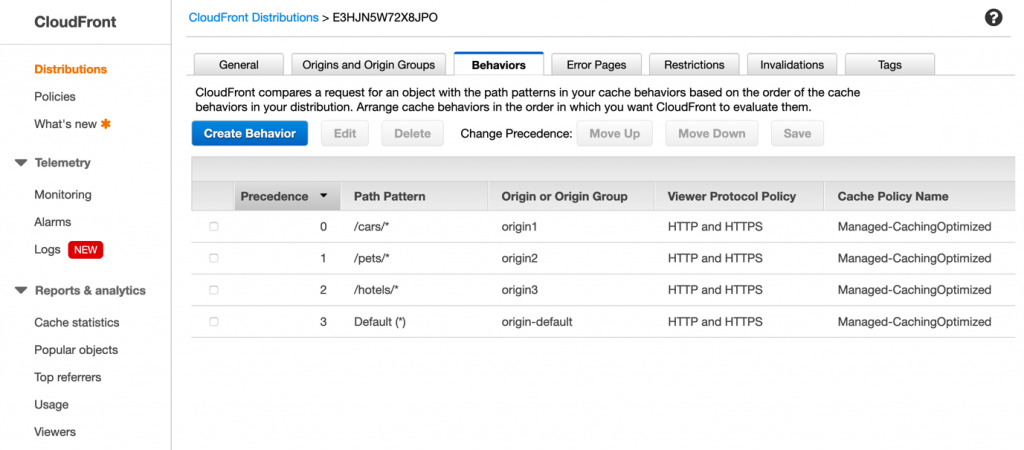 CloudFront
CloudFront Distributions > E3HJN5W72X8JPO
?
Distributions
Policies
What's new ✱
Telemetry
Monitoring
Alarms
Logs NEW
Reports & analytics
Cache statistics
Popular objects
Top referrers
Usage
Viewers
General Origins and Origin Groups Behaviors Error Pages Restrictions Invalidations Tags
CloudFront compares a request for an object with the path patterns in your cache behaviors based on the order of the cache
behaviors in your distribution. Arrange cache behaviors in the order in which you want CloudFront to evaluate them.
Create Behavior Edit Delete Change Precedence: Move Up Move Down Save
Precedence Path Pattern Origin or Origin Group Viewer Protocol Policy Cache Policy Name
0 /cars/* origin1 HTTP and HTTPS Managed-CachingOptimized
1 /pets/* origin2 HTTP and HTTPS Managed-CachingOptimized
2 /hotels/* origin3 HTTP and HTTPS Managed-CachingOptimized
3 Default (*) origin-default HTTP and HTTPS Managed-CachingOptimized